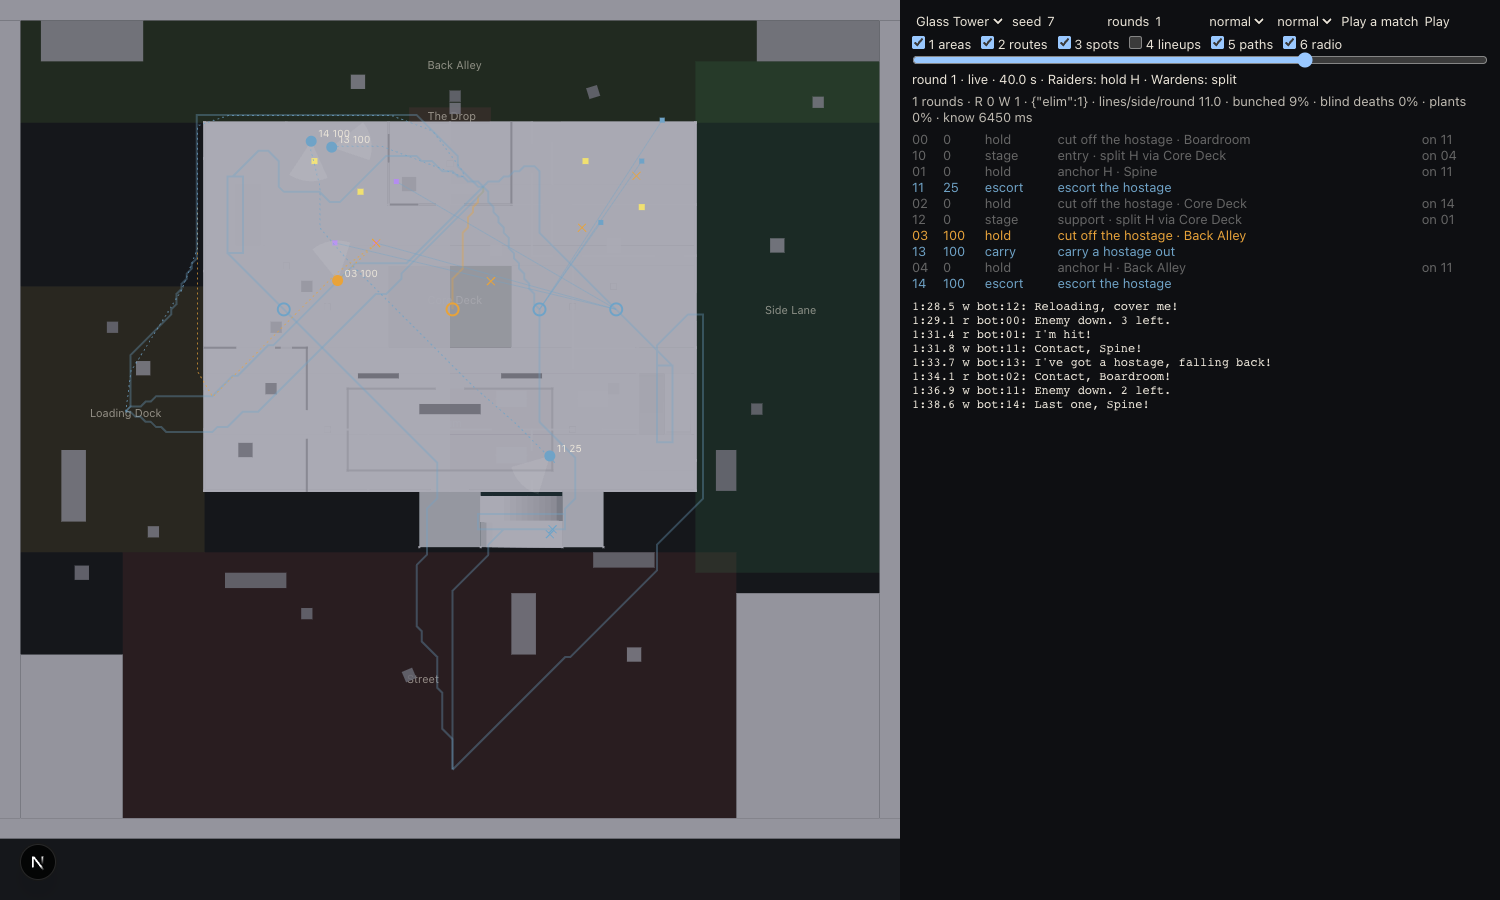 Glass Tower seed 7 rounds 1 normal normal Play a match Play
1 areas 2 routes 3 spots 4 lineups 5 paths 6 radio
round 1 · live · 40.0 s · Raiders: hold H · Wardens: split
1 rounds · R 0 W 1 · {"elim":1} · lines/side/round 11.0 · bunched 9% · blind deaths 0% · plants
0% · know 6450 ms
00 0 hold cut off the hostage · Boardroom on 11
10 0 stage entry · split H via Core Deck on 04
01 0 hold anchor H · Spine on 11
11 25 escort escort the hostage
02 0 hold cut off the hostage · Core Deck on 14
12 0 stage support · split H via Core Deck on 01
03 100 hold cut off the hostage · Back Alley
13 100 carry carry a hostage out
04 0 hold anchor H · Back Alley on 11
14 100 escort escort the hostage
1:28.5 w bot:12: Reloading, cover me!
1:29.1 r bot:00: Enemy down. 3 left.
1:31.4 r bot:01: I'm hit!
1:31.8 w bot:11: Contact, Spine!
1:33.7 w bot:13: I've got a hostage, falling back!
1:34.1 r bot:02: Contact, Boardroom!
1:36.9 w bot:11: Enemy down. 2 left.
1:38.6 w bot:14: Last one, Spine!
Back Alley
The Drop
14 100
13 100
03 100
Deck
Side Lane
Loading Dock
11 25
Street
N